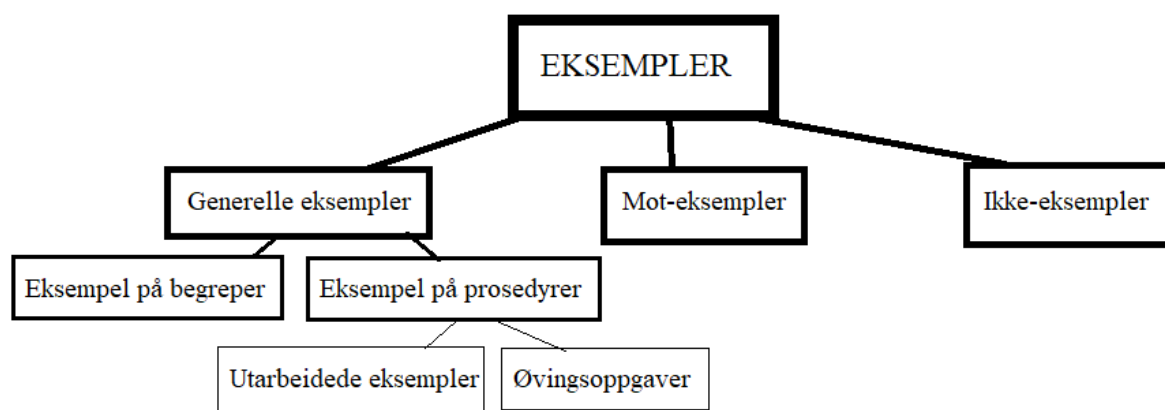 EKSEMPLER
Generelle eksempler
Mot-eksempler
Ikke-eksempler
Eksempel på begreper
Eksempel på prosedyrer
Utarbeidede eksempler
Øvingsoppgaver